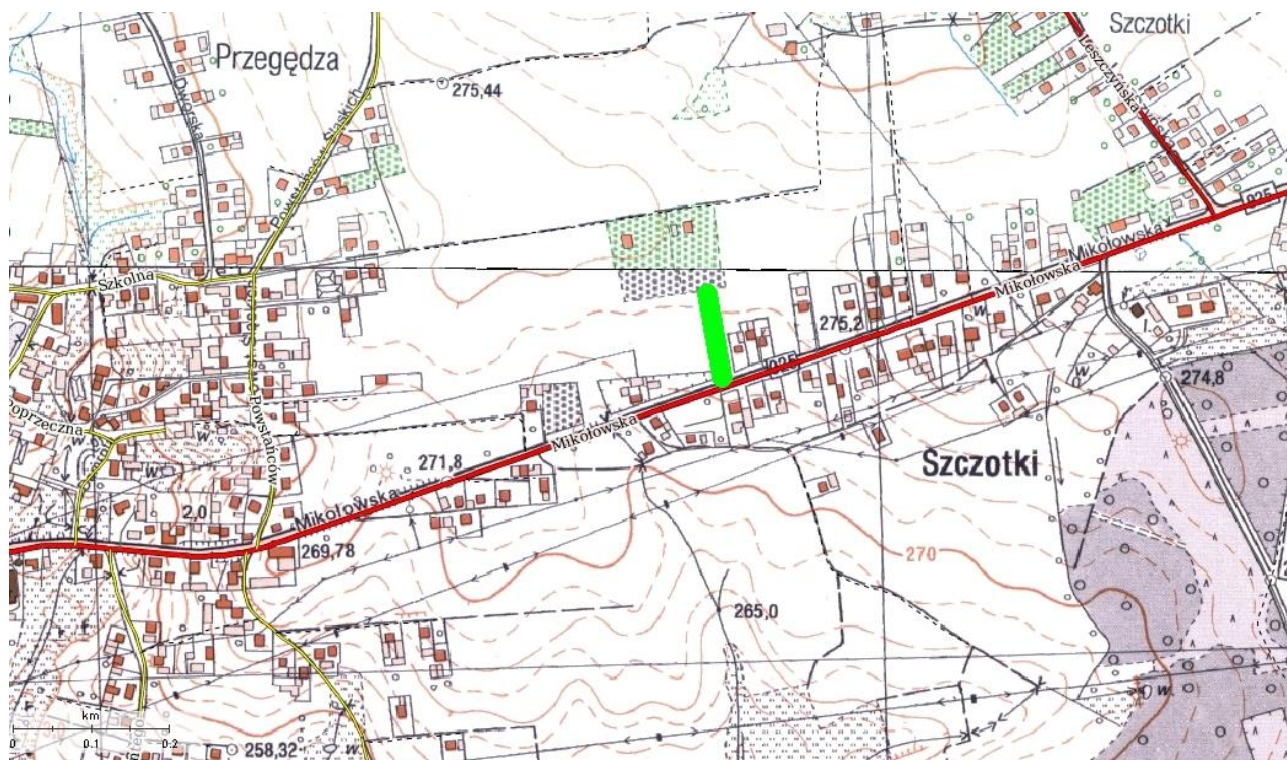 Szczotki
Przegędza
Dworska
Powstańców Śląskich
275,44
925
Mikołowska
Mikołowska
Szkolna
275,2
925
274,8
Poprzeczna
Powstańców
Mikołowska
Szczotki
271,8
2,0
Mikołowska
269,78
270
265,0
km
0 0.1 0.2
258,32